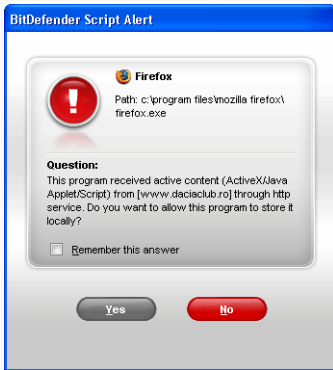 BitDefender Script Alert
Firefox
Path: c:\program files\mozilla firefox\
firefox.exe
Question:
This program received active content (ActiveX/Java
Applet/Script) from [www.daciaclub.ro] through http
service. Do you want to allow this program to store it
locally?
Remember this answer
Yes
No